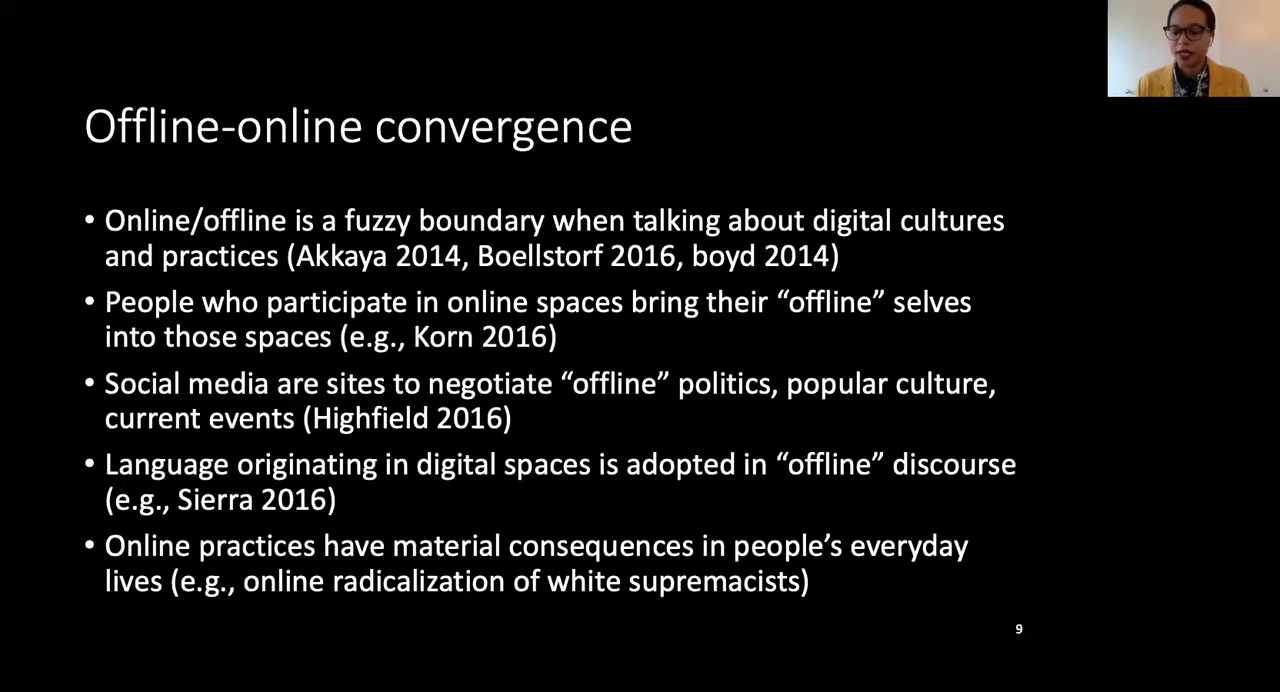 Offline-online convergence
• Online/offline is a fuzzy boundary when talking about digital cultures
and practices (Akkaya 2014, Boellstorf 2016, boyd 2014)
• People who participate in online spaces bring their “offline” selves
into those spaces (e.g., Korn 2016)
• Social media are sites to negotiate “offline” politics, popular culture,
current events (Highfield 2016)
• Language originating in digital spaces is adopted in “offline” discourse
(e.g., Sierra 2016)
• Online practices have material consequences in people’s everyday
lives (e.g., online radicalization of white supremacists)
9